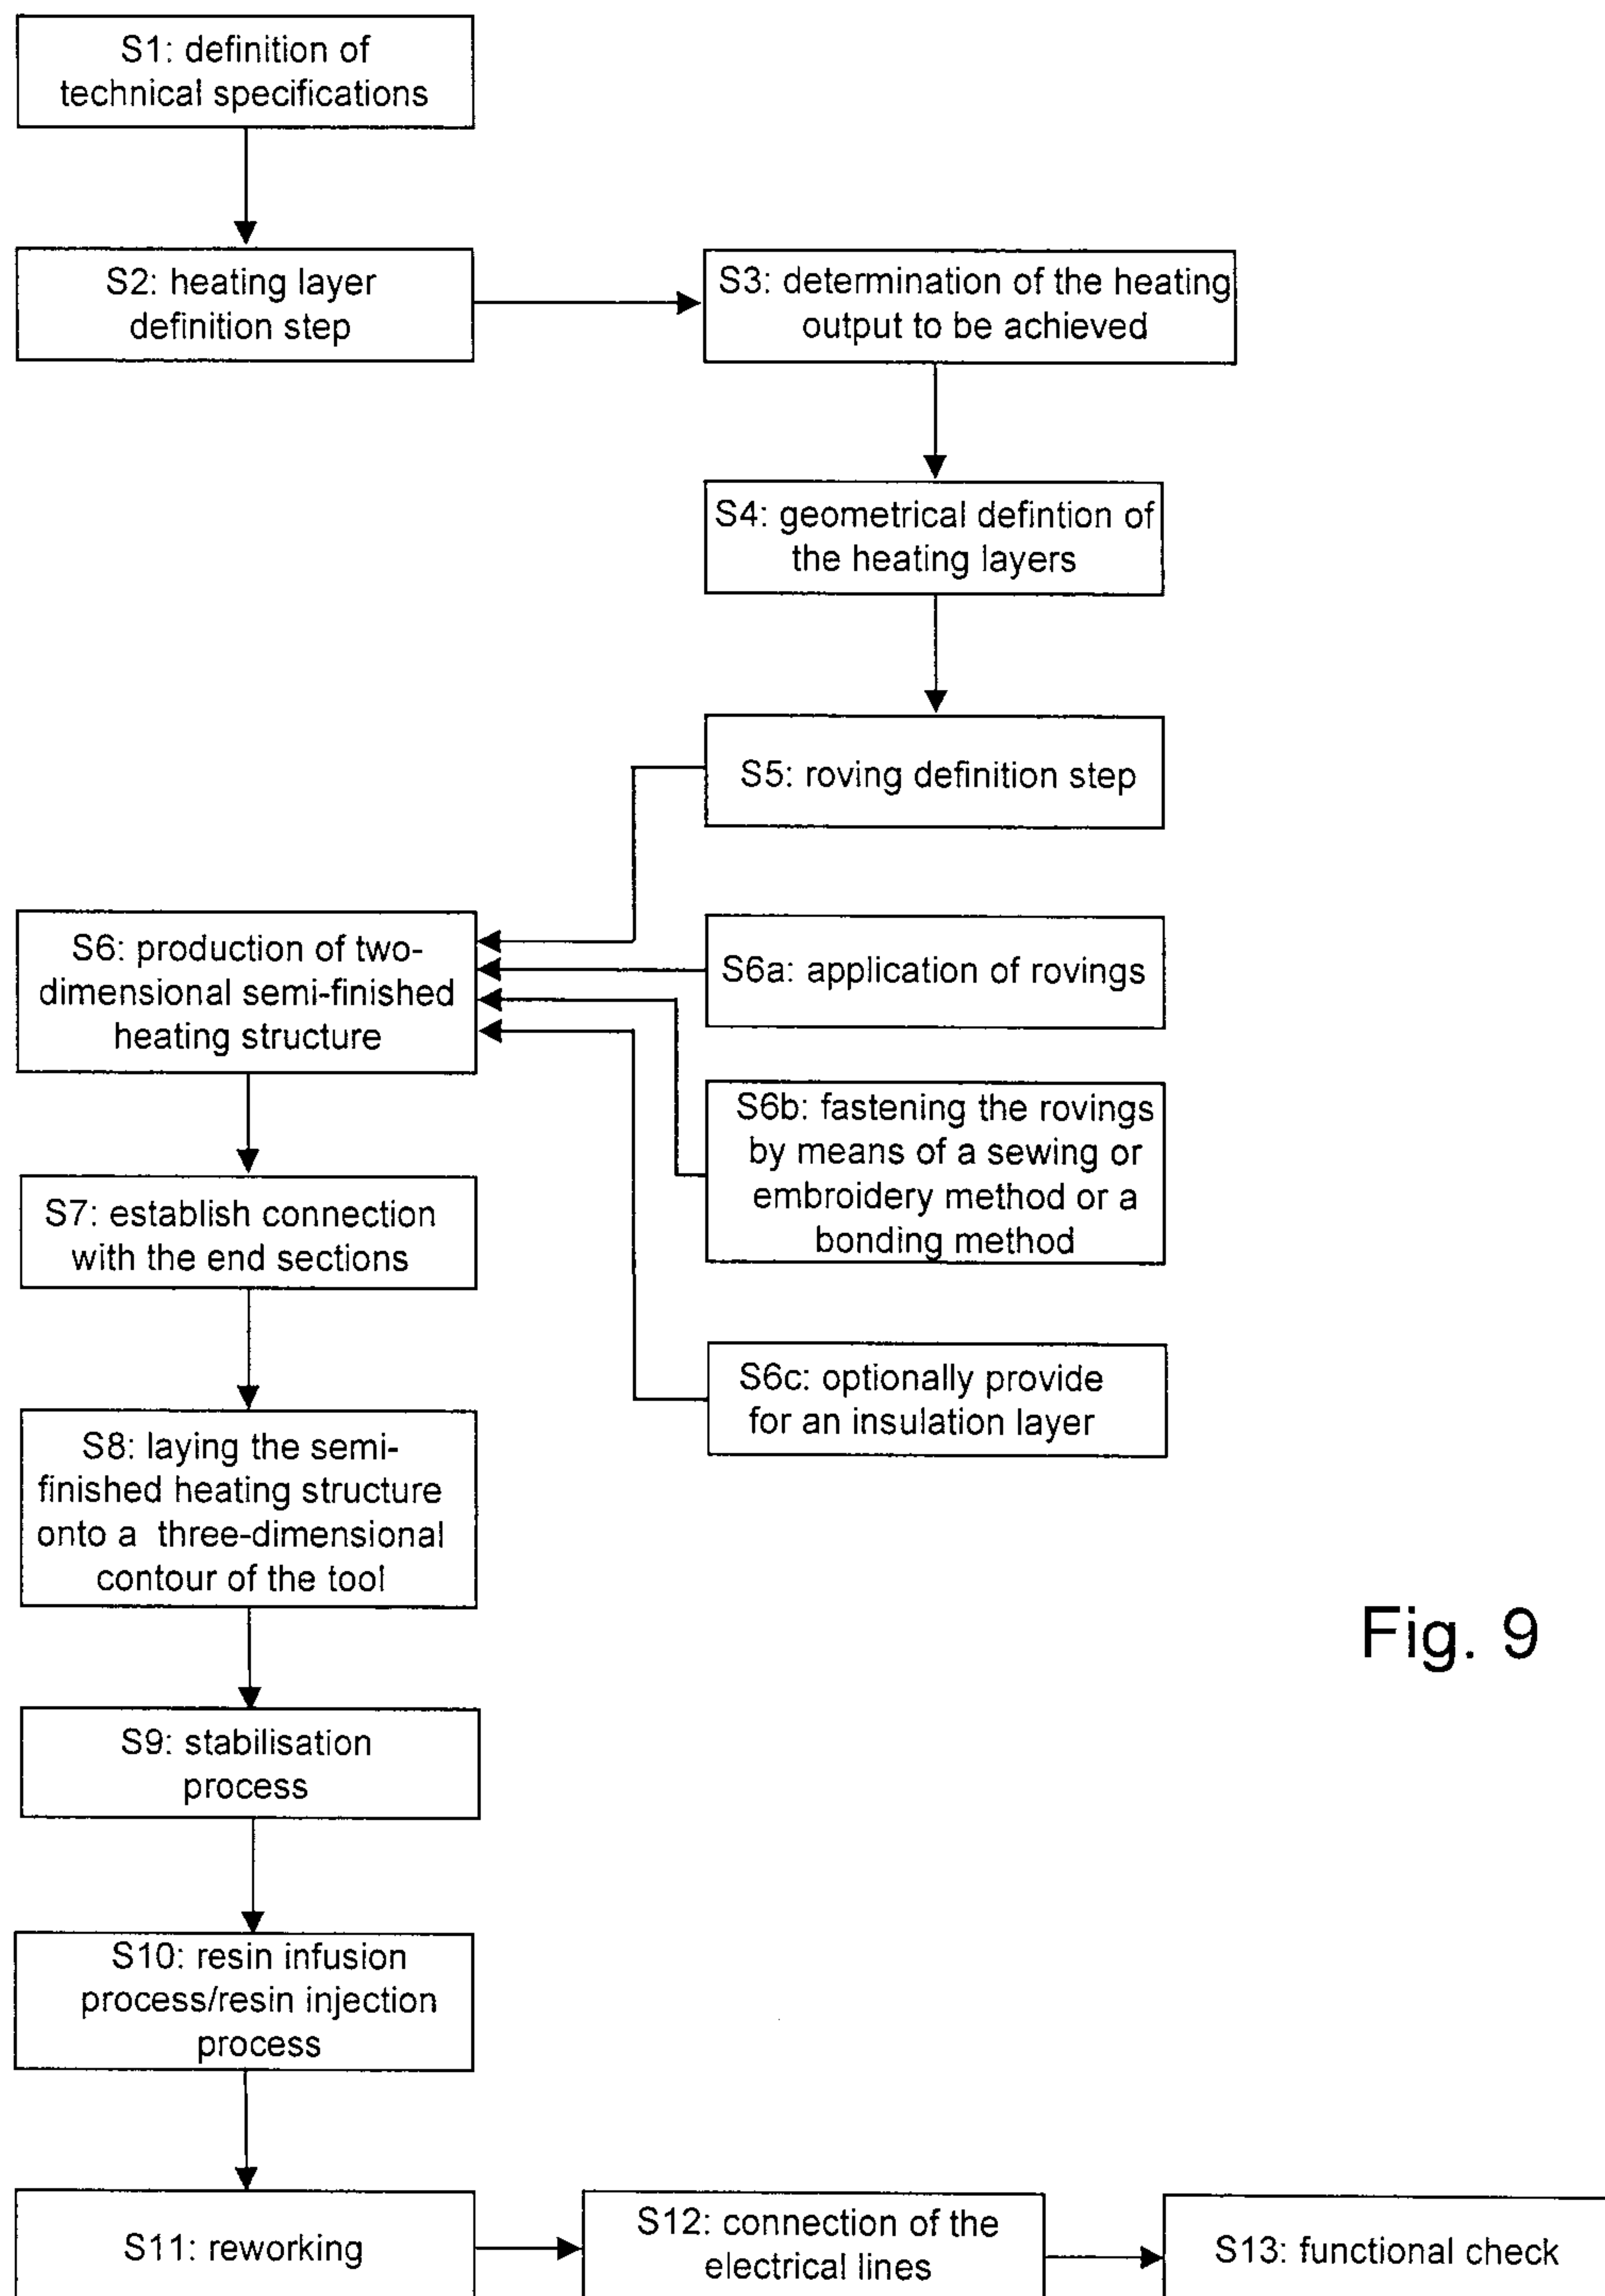 S1: definition of
technical specifications
S2: heating layer
definition step
S3: determination of the heating
output to be achieved
S4: geometrical defintion of
the heating layers
S5: roving definition step
S6: production of two-
dimensional semi-finished
heating structure
S6a: application of rovings
S6b: fastening the rovings
by means of a sewing or
embroidery method or a
bonding method
S6c: optionally provide
for an insulation layer
S7: establish connection
with the end sections
S8: laying the semi-
finished heating structure
onto a three-dimensional
contour of the tool
S9: stabilisation
process
S10: resin infusion
process/resin injection
process
S11: reworking
S12: connection of the
electrical lines
S13: functional check
Fig. 9